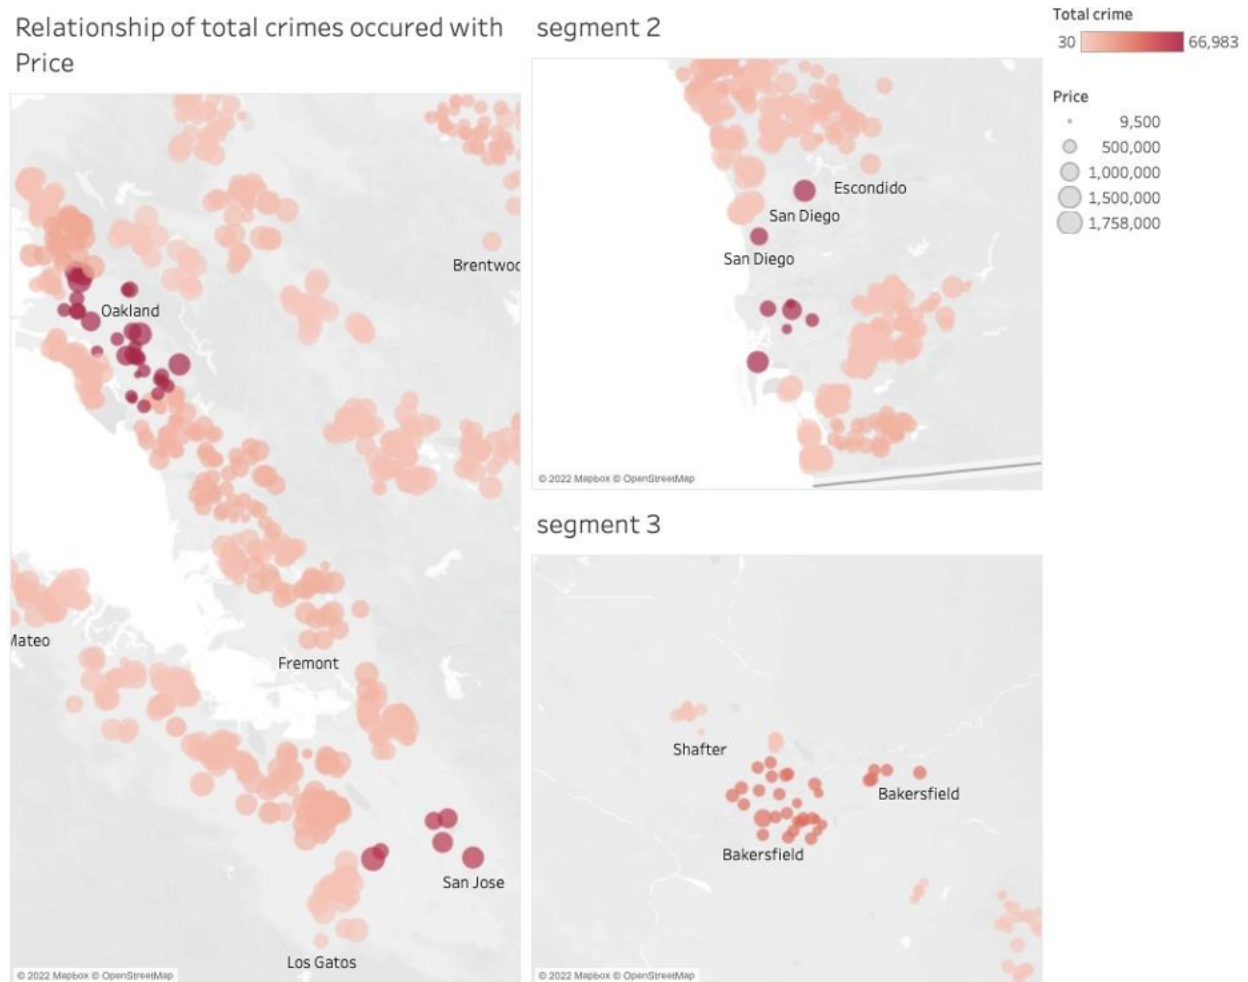 Relationship of total crimes occured with
Price
Oakland
Brentwoo
Mateo
Fremont
San Jose
Los Gatos
© 2022 Mapbox © OpenStreetMap
segment 2
Escondido
San Diego
San Diego
© 2022 Mapbox © OpenStreetMap
segment 3
Shafter
Bakersfield
Bakersfield
© 2022 Mapbox © OpenStreetMap
Total crime
30 66,983
Price
9,500
500,000
1,000,000
1,500,000
1,758,000